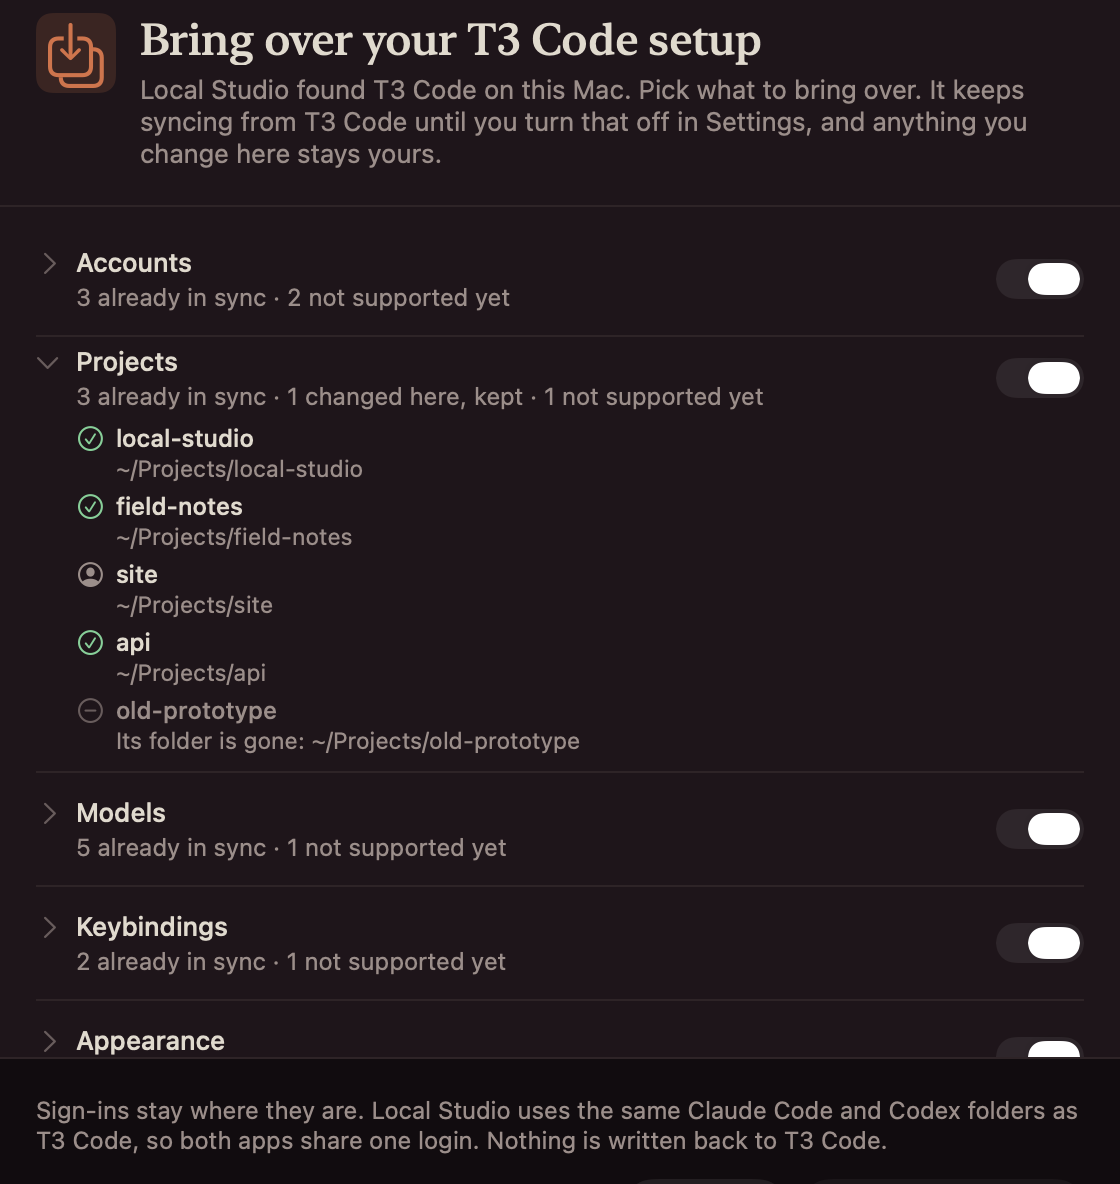 Bring over your T3 Code setup
Local Studio found T3 Code on this Mac. Pick what to bring over. It keeps
syncing from T3 Code until you turn that off in Settings, and anything you
change here stays yours.
Accounts
3 already in sync · 2 not supported yet
Projects
3 already in sync · 1 changed here, kept · 1 not supported yet
local-studio
~/Projects/local-studio
field-notes
~/Projects/field-notes
site
~/Projects/site
api
~/Projects/api
old-prototype
Its folder is gone: ~/Projects/old-prototype
Models
5 already in sync · 1 not supported yet
Keybindings
2 already in sync · 1 not supported yet
Appearance
Sign-ins stay where they are. Local Studio uses the same Claude Code and Codex folders as
T3 Code, so both apps share one login. Nothing is written back to T3 Code.